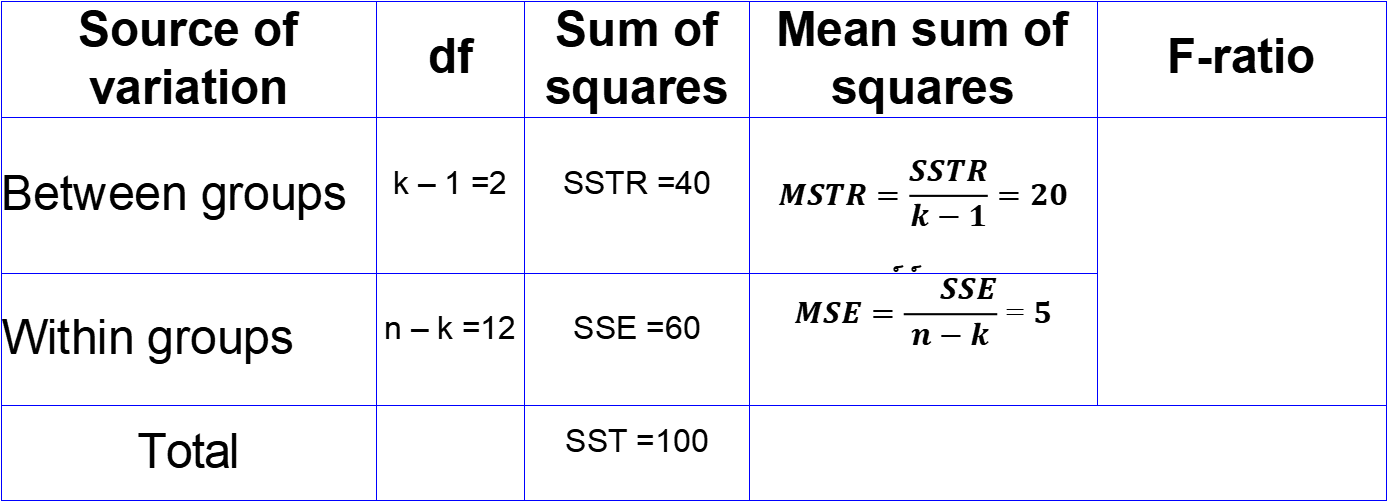 Source of
variation
df
Sum of
squares
Mean sum of
squares
F-ratio
Between groups
k – 1 =2
SSTR =40
MSTR = SSTR / k − 1 = 20
Within groups
n – k =12
SSE =60
MSE = SSE / n − k = 5
Total
SST =100